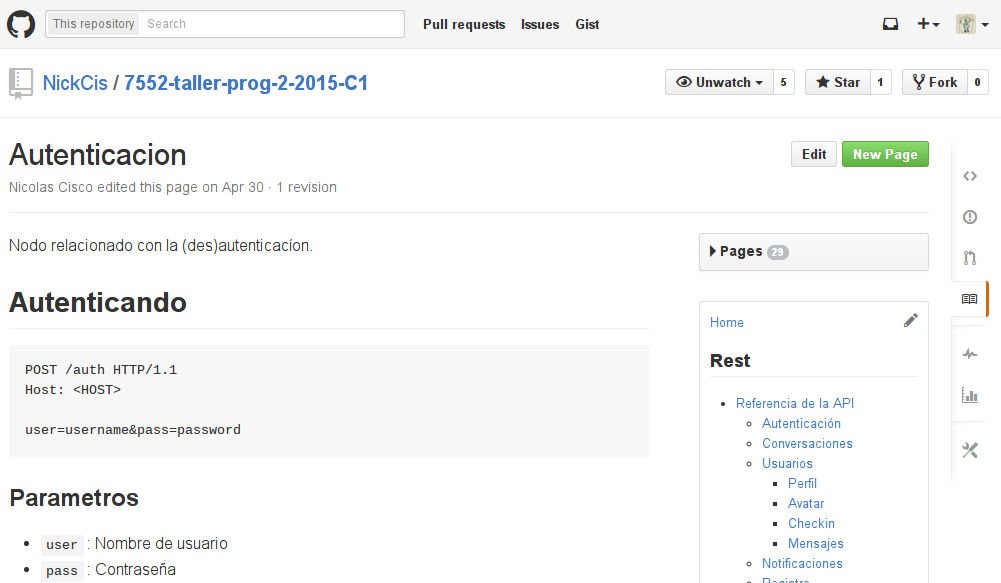 This repository Search Pull requests Issues Gist
NickCis / 7552-taller-prog-2-2015-C1 Unwatch 5 Star 1 Fork 0
Autenticacion
Edit New Page
Nicolas Cisco edited this page on Apr 30 · 1 revision
Nodo relacionado con la (des)autenticacíon.
Autenticando
POST /auth HTTP/1.1
Host: <HOST>
user=username&pass=password
Parametros
user : Nombre de usuario
pass : Contraseña
Pages 29
Home
Rest
Referencia de la API
Autenticación
Conversaciones
Usuarios
Perfil
Avatar
Checkin
Mensajes
Notificaciones
Registro